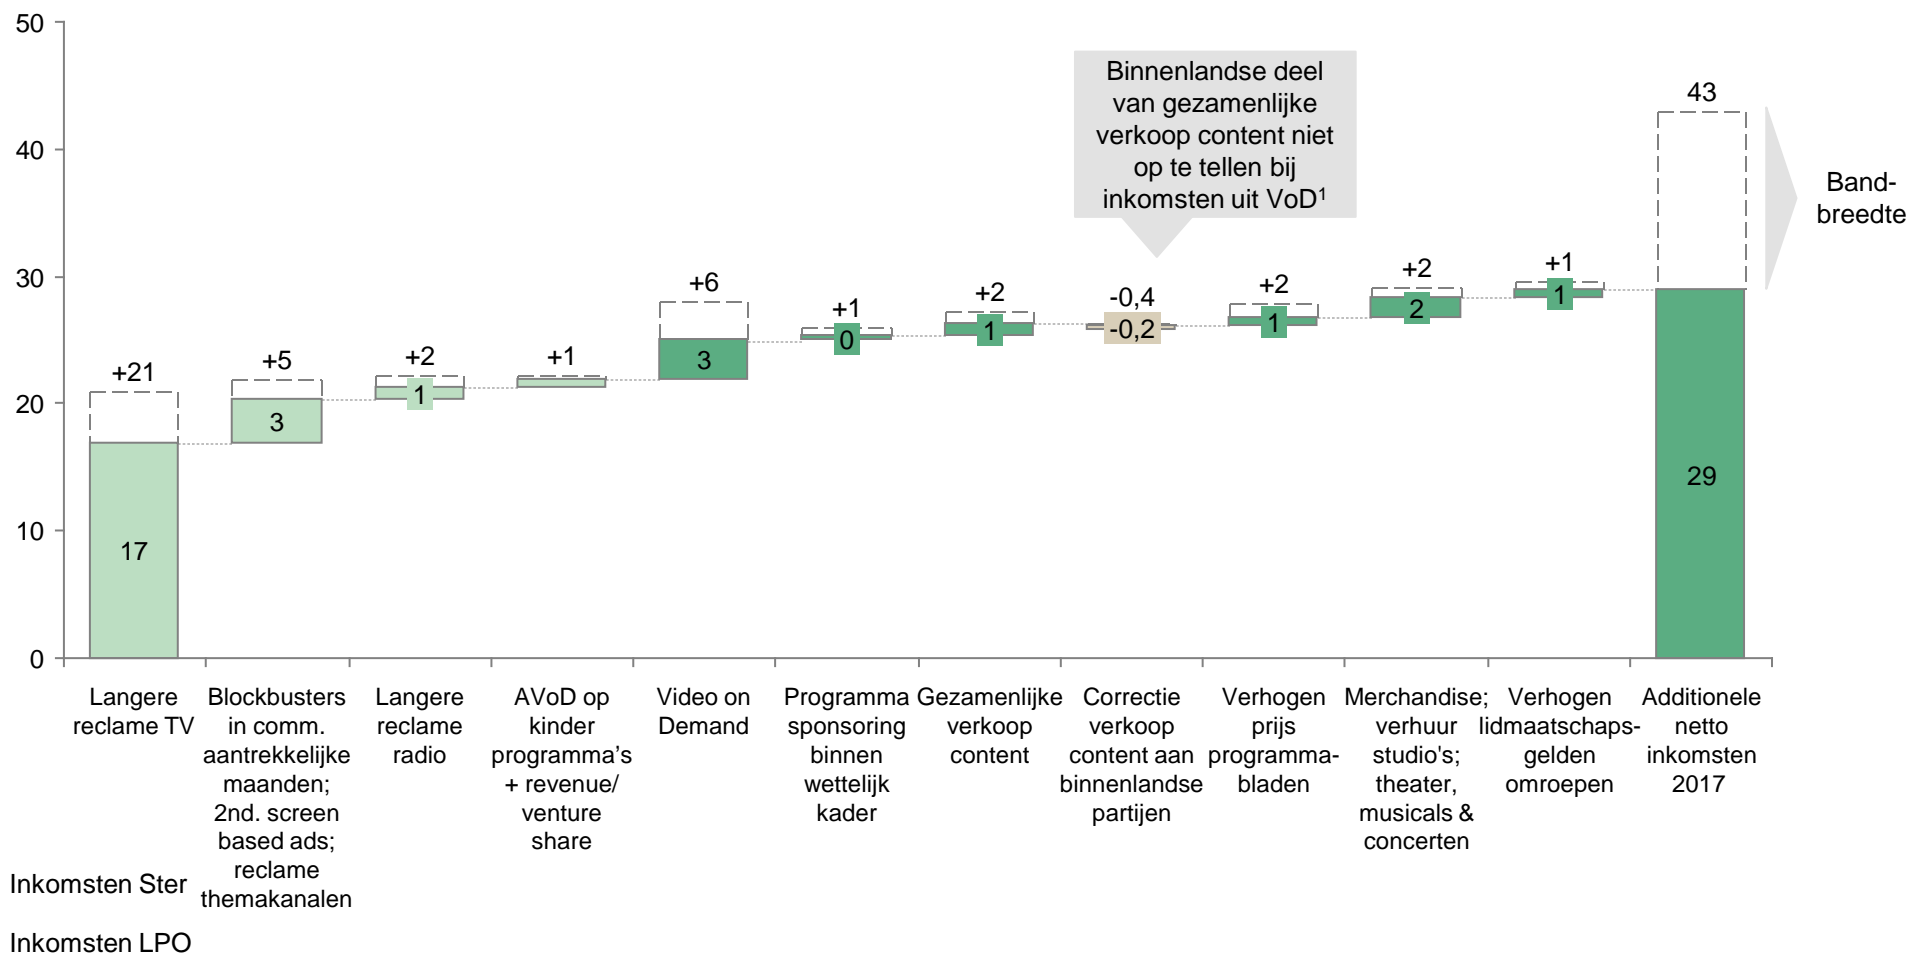 50
40
30
20
10
0
Binnenlandse deel
van gezamenlijke
verkoop content niet
op te tellen bij
inkomsten uit VoD¹
43
Band-
breedte
+21
+5
+2
+1
+6
+1
+2
-0,4
+2
+2
+1
17
3
1
3
0
1
-0,2
1
2
1
29
Langere
reclame TV
Blockbusters
in comm.
aantrekkelijke
maanden;
2nd. screen
based ads;
reclame
themakanalen
Langere
reclame
radio
AVoD op
kinder
programma's
+ revenue/
venture
share
Video on
Demand
Programma
sponsoring
binnen
wettelijk
kader
Gezamenlijke
verkoop
content
Correctie
verkoop
content aan
binnenlandse
partijen
Verhogen
prijs
programma-
bladen
Merchandise;
verhuur
studio's;
theater,
musicals &
concerten
Verhogen
lidmaatschaps-
gelden
omroepen
Additionele
netto
inkomsten
2017
Inkomsten Ster
Inkomsten LPO